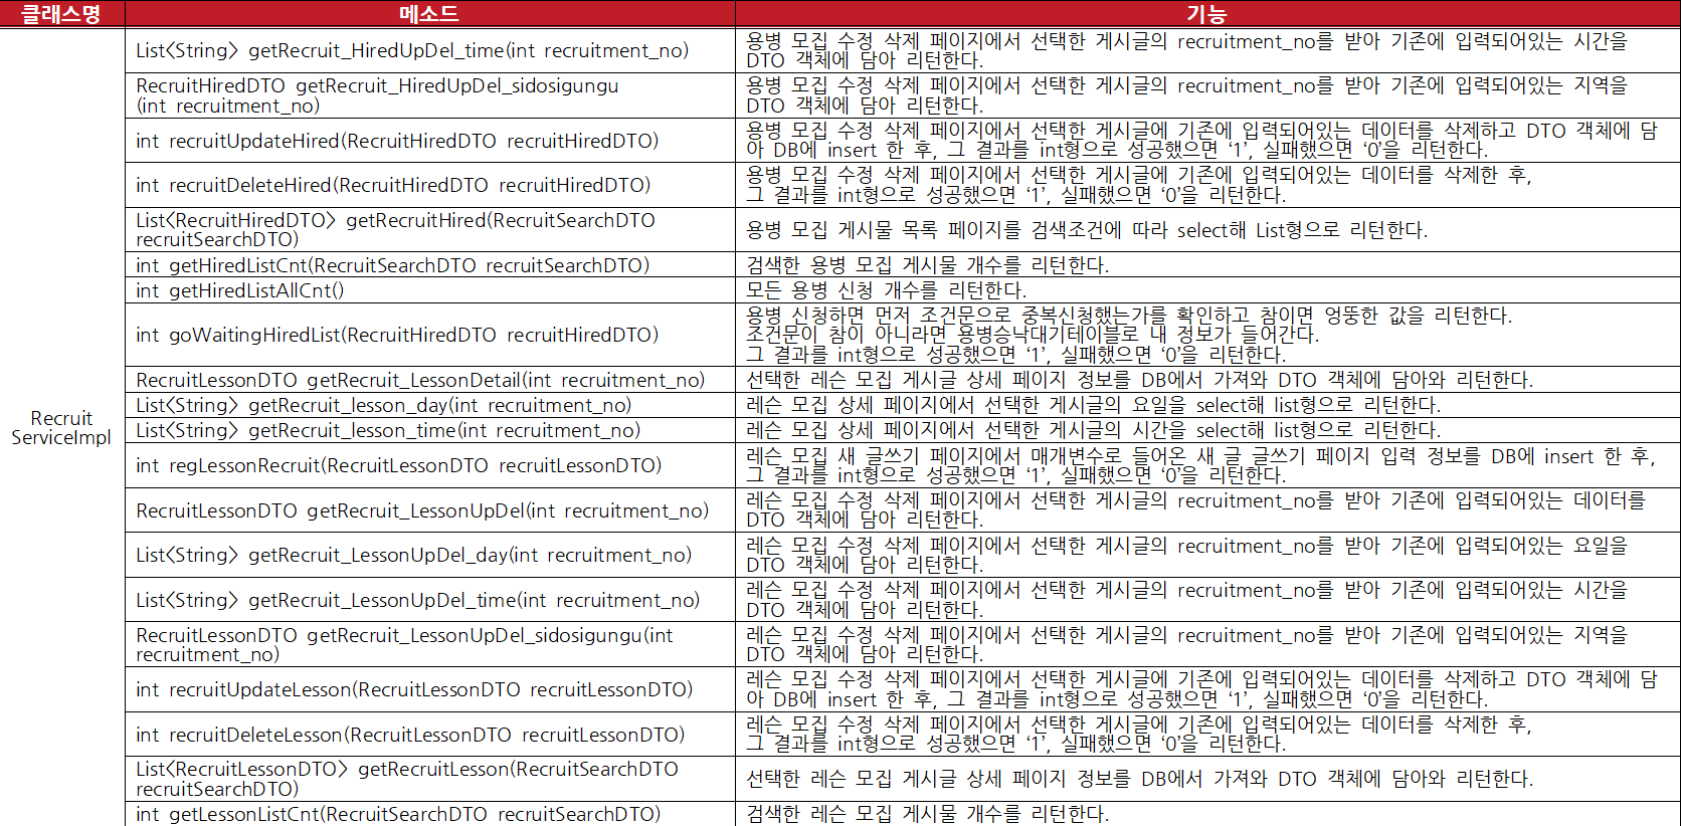 클래스명 메소드 기능
Recruit
ServiceImpl
List<String> getRecruit_HiredUpDel_time(int recruitment_no)
용병 모집 수정 삭제 페이지에서 선택한 게시글의 recruitment_no를 받아 기존에 입력되어있는 시간을
DTO 객체에 담아 리턴한다.
RecruitHiredDTO getRecruit_HiredUpDel_sidosigungu
(int recruitment_no)
용병 모집 수정 삭제 페이지에서 선택한 게시글의 recruitment_no를 받아 기존에 입력되어있는 지역을
DTO 객체에 담아 리턴한다.
int recruitUpdateHired(RecruitHiredDTO recruitHiredDTO)
용병 모집 수정 삭제 페이지에서 선택한 게시글에 기존에 입력되어있는 데이터를 삭제하고 DTO 객체에 담
아 DB에 insert 한 후, 그 결과를 int형으로 성공했으면 ‘1’, 실패했으면 ‘0’을 리턴한다.
int recruitDeleteHired(RecruitHiredDTO recruitHiredDTO)
용병 모집 수정 삭제 페이지에서 선택한 게시글에 기존에 입력되어있는 데이터를 삭제한 후,
그 결과를 int형으로 성공했으면 ‘1’, 실패했으면 ‘0’을 리턴한다.
List<RecruitHiredDTO> getRecruitHired(RecruitSearchDTO
recruitSearchDTO)
용병 모집 게시물 목록 페이지를 검색조건에 따라 select해 List형으로 리턴한다.
int getHiredListCnt(RecruitSearchDTO recruitSearchDTO)
검색한 용병 모집 게시물 개수를 리턴한다.
int getHiredListAllCnt()
모든 용병 신청 개수를 리턴한다.
int goWaitingHiredList(RecruitHiredDTO recruitHiredDTO)
용병 신청하면 먼저 조건문으로 중복신청했는가를 확인하고 참이면 엉뚱한 값을 리턴한다.
조건문이 참이 아니라면 용병승낙대기테이블로 내 정보가 들어간다.
그 결과를 int형으로 성공했으면 ‘1’, 실패했으면 ‘0’을 리턴한다.
RecruitLessonDTO getRecruit_LessonDetail(int recruitment_no)
선택한 레슨 모집 게시글 상세 페이지 정보를 DB에서 가져와 DTO 객체에 담아와 리턴한다.
List<String> getRecruit_lesson_day(int recruitment_no)
레슨 모집 상세 페이지에서 선택한 게시글의 요일을 select해 list형으로 리턴한다.
List<String> getRecruit_lesson_time(int recruitment_no)
레슨 모집 상세 페이지에서 선택한 게시글의 시간을 select해 list형으로 리턴한다.
int regLessonRecruit(RecruitLessonDTO recruitLessonDTO)
레슨 모집 새 글쓰기 페이지에서 매개변수로 들어온 새 글 글쓰기 페이지 입력 정보를 DB에 insert 한 후,
그 결과를 int형으로 성공했으면 ‘1’, 실패했으면 ‘0’을 리턴한다.
RecruitLessonDTO getRecruit_LessonUpDel(int recruitment_no)
레슨 모집 수정 삭제 페이지에서 선택한 게시글의 recruitment_no를 받아 기존에 입력되어있는 데이터를
DTO 객체에 담아 리턴한다.
List<String> getRecruit_LessonUpDel_day(int recruitment_no)
레슨 모집 수정 삭제 페이지에서 선택한 게시글의 recruitment_no를 받아 기존에 입력되어있는 요일을
DTO 객체에 담아 리턴한다.
List<String> getRecruit_LessonUpDel_time(int recruitment_no)
레슨 모집 수정 삭제 페이지에서 선택한 게시글의 recruitment_no를 받아 기존에 입력되어있는 시간을
DTO 객체에 담아 리턴한다.
RecruitLessonDTO getRecruit_LessonUpDel_sidosigungu(int
recruitment_no)
레슨 모집 수정 삭제 페이지에서 선택한 게시글의 recruitment_no를 받아 기존에 입력되어있는 지역을
DTO 객체에 담아 리턴한다.
int recruitUpdateLesson(RecruitLessonDTO recruitLessonDTO)
레슨 모집 수정 삭제 페이지에서 선택한 게시글에 기존에 입력되어있는 데이터를 삭제하고 DTO 객체에 담
아 DB에 insert 한 후, 그 결과를 int형으로 성공했으면 ‘1’, 실패했으면 ‘0’을 리턴한다.
int recruitDeleteLesson(RecruitLessonDTO recruitLessonDTO)
레슨 모집 수정 삭제 페이지에서 선택한 게시글에 기존에 입력되어있는 데이터를 삭제한 후,
그 결과를 int형으로 성공했으면 ‘1’, 실패했으면 ‘0’을 리턴한다.
List<RecruitLessonDTO> getRecruitLesson(RecruitSearchDTO
recruitSearchDTO)
선택한 레슨 모집 게시글 상세 페이지 정보를 DB에서 가져와 DTO 객체에 담아와 리턴한다.
int getLessonListCnt(RecruitSearchDTO recruitSearchDTO)
검색한 레슨 모집 게시물 개수를 리턴한다.